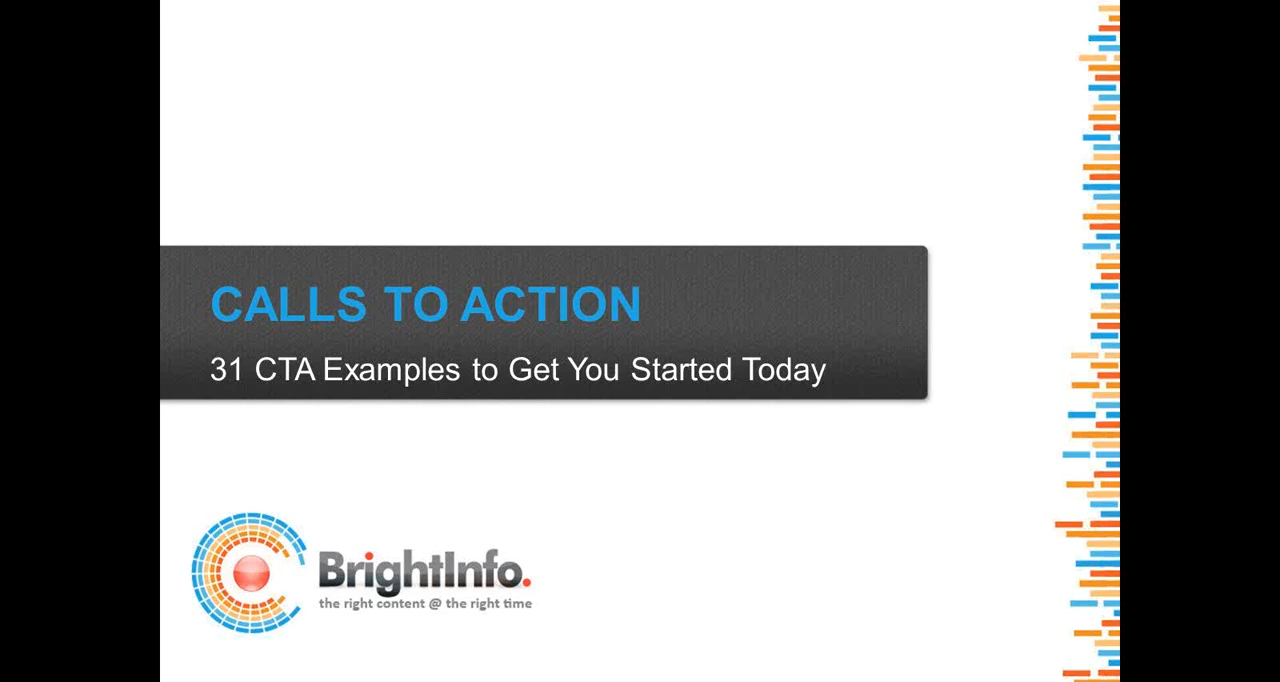 CALLS TO ACTION
31 CTA Examples to Get You Started Today
BrightInfo.
the right content @ the right time